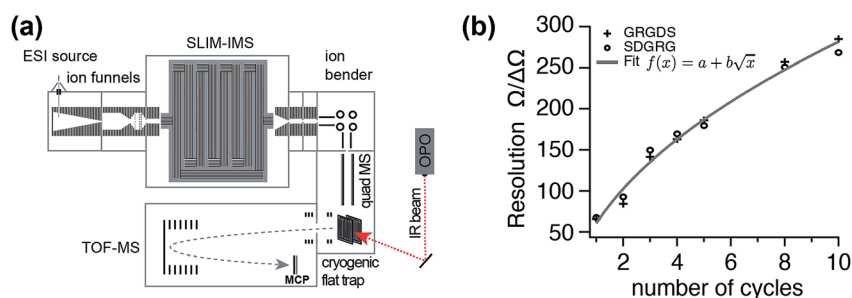 (a)
SLIM-IMS
ESI source
ion funnels
ion
bender
quad MS
OPO
IR beam
TOF-MS
MCP
cryogenic
flat trap
(b)
Resolution Ω/ΔΩ
300
250
200
150
100
50
GRGDS
SDGRG
Fit f(x) = a + b√x
2 4 6 8 10
number of cycles